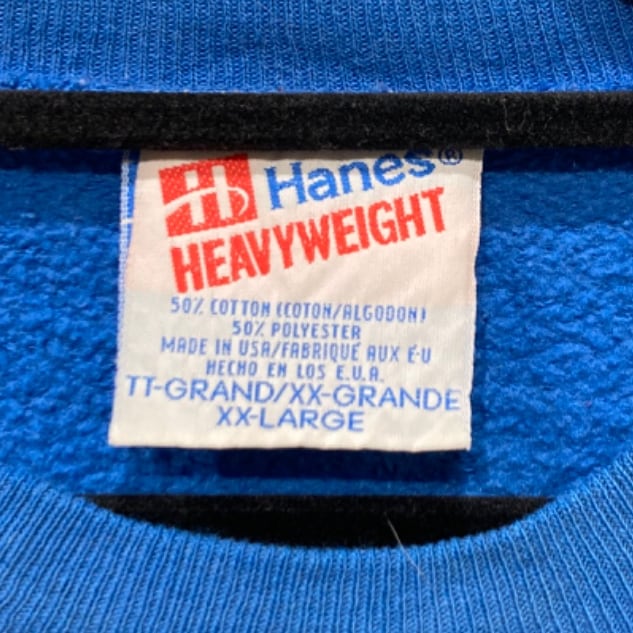 H Hanes®
HEAVYWEIGHT
50% COTTON (COTON/ALGODON)
50% POLYESTER
MADE IN USA/FABRIQUÉ AUX É-U
HECHO EN LOS E.U.A.
TT-GRAND/XX-GRANDE
XX-LARGE